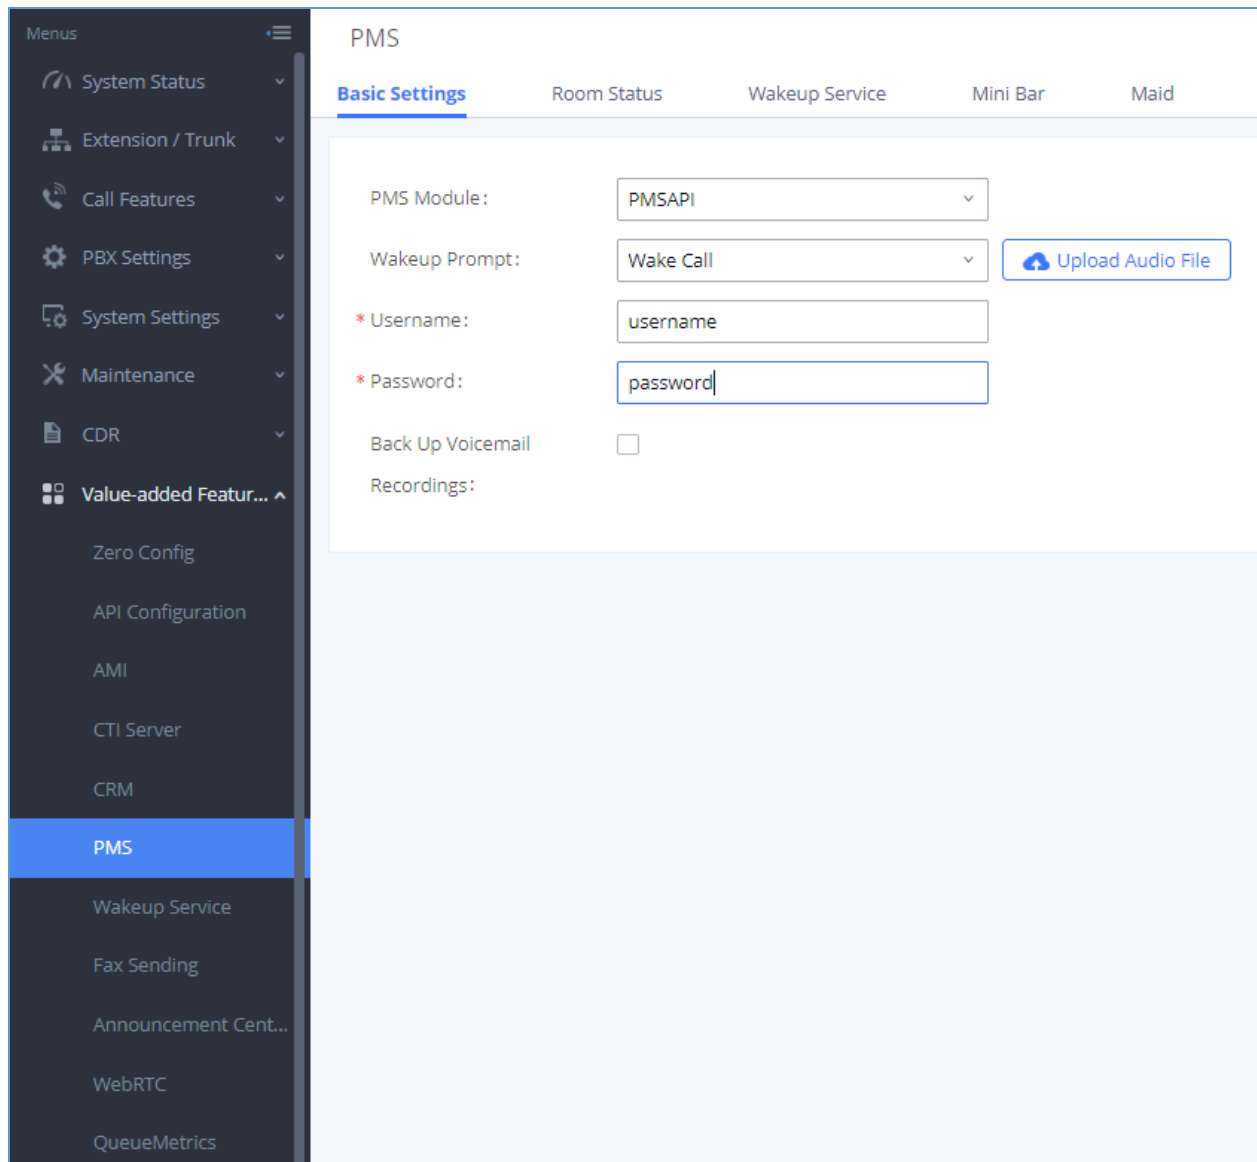 Menus
System Status
Extension / Trunk
Call Features
PBX Settings
System Settings
Maintenance
CDR
Value-added Featur...
Zero Config
API Configuration
AMI
CTI Server
CRM
PMS
Wakeup Service
Fax Sending
Announcement Cent...
WebRTC
QueueMetrics
PMS
Basic Settings Room Status Wakeup Service Mini Bar Maid
PMS Module: PMSAPI
Wakeup Prompt: Wake Call Upload Audio File
* Username: username
* Password: password
Back Up Voicemail
Recordings: